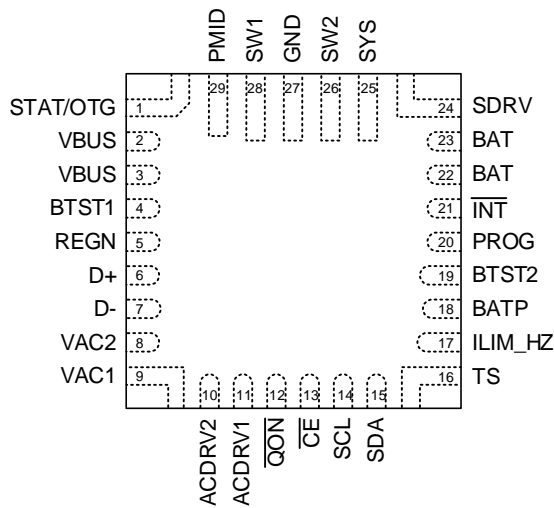 PMID
SW1
GND
SW2
SYS
29
28
27
26
25
STAT/OTG 1
VBUS 2
VBUS 3
BTST1 4
REGN 5
D+ 6
D- 7
VAC2 8
VAC1 9
24 SDRV
23 BAT
22 BAT
21 INT
20 PROG
19 BTST2
18 BATP
17 ILIM_HZ
16 TS
10
11
12
13
14
15
ACDRV2
ACDRV1
QON
CE
SCL
SDA